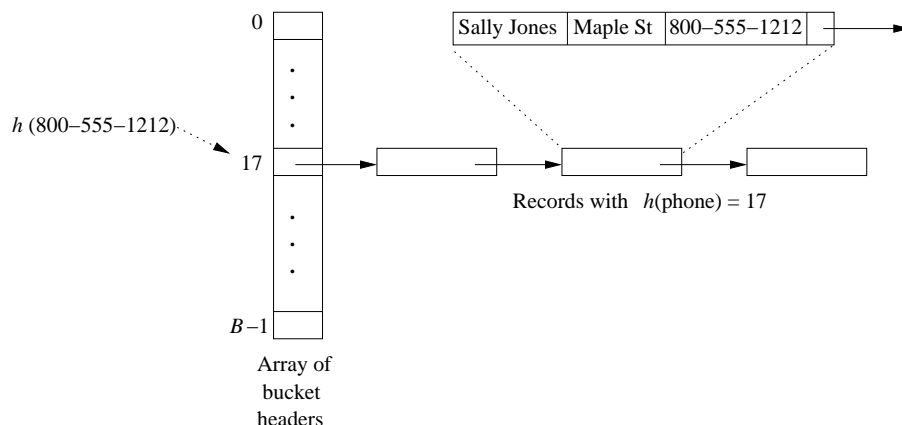 0
Sally Jones Maple St 800–555–1212
h (800–555–1212)
17
Records with h(phone) = 17
B–1
Array of
bucket
headers